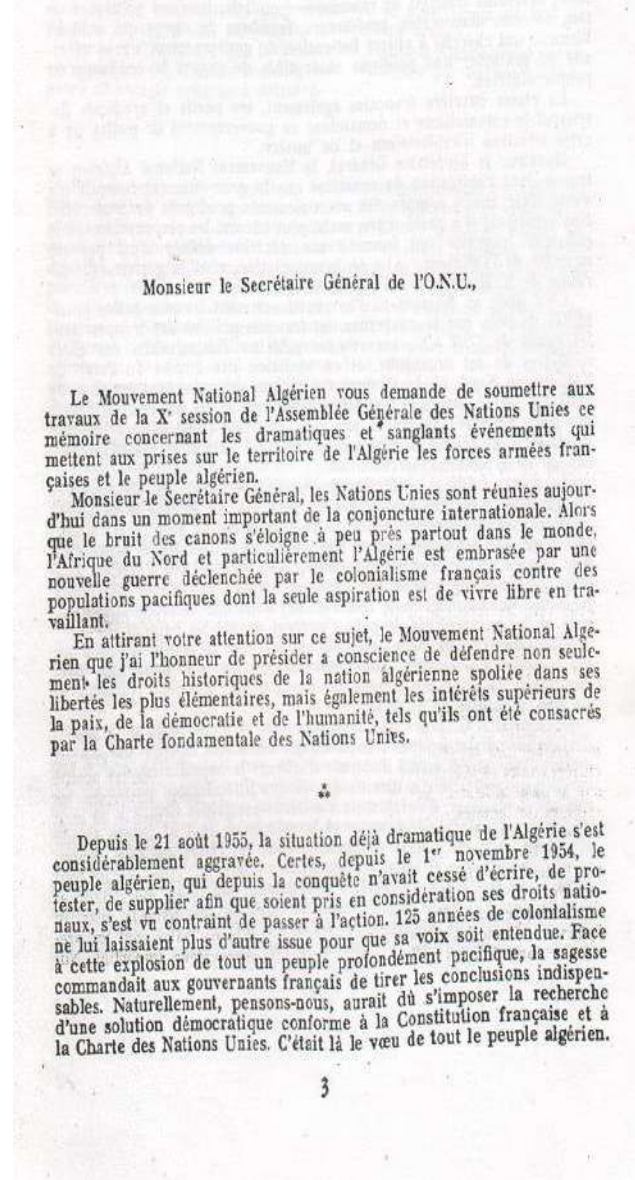 Monsieur le Secrétaire Général de l'O.N.U.,
Le Mouvement National Algérien vous demande de soumettre aux
travaux de la Xe session de l'Assemblée Générale des Nations Unies ce
mémoire concernant les dramatiques et sanglants événements qui
mettent aux prises sur le territoire de l'Algérie les forces armées fran-
çaises et le peuple algérien.
Monsieur le Secrétaire Général, les Nations Unies sont réunies aujour-
d'hui dans un moment important de la conjoncture internationale. Alors
que le bruit des canons s'éloigne à peu près partout dans le monde,
l'Afrique du Nord et particulièrement l'Algérie est embrasée par une
nouvelle guerre déclenchée par le colonialisme français contre des
populations pacifiques dont la seule aspiration est de vivre libre en tra-
vaillant.
En attirant votre attention sur ce sujet, le Mouvement National Algé-
rien que j'ai l'honneur de présider a conscience de défendre non seule-
ment les droits historiques de la nation algérienne spoliée dans ses
libertés les plus élémentaires, mais également les intérêts supérieurs de
la paix, de la démocratie et de l'humanité, tels qu'ils ont été consacrés
par la Charte fondamentale des Nations Unies.
⁂
Depuis le 21 août 1955, la situation déjà dramatique de l'Algérie s'est
considérablement aggravée. Certes, depuis le 1er novembre 1954, le
peuple algérien, qui depuis la conquête n'avait cessé d'écrire, de pro-
tester, de supplier afin que soient pris en considération ses droits natio-
naux, s'est vu contraint de passer à l'action. 125 années de colonialisme
ne lui laissaient plus d'autre issue pour que sa voix soit entendue. Face
à cette explosion de tout un peuple profondément pacifique, la sagesse
commandait aux gouvernants français de tirer les conclusions indispen-
sables. Naturellement, pensons-nous, aurait dû s'imposer la recherche
d'une solution démocratique conforme à la Constitution française et à
la Charte des Nations Unies. C'était là le vœu de tout le peuple algérien.
3